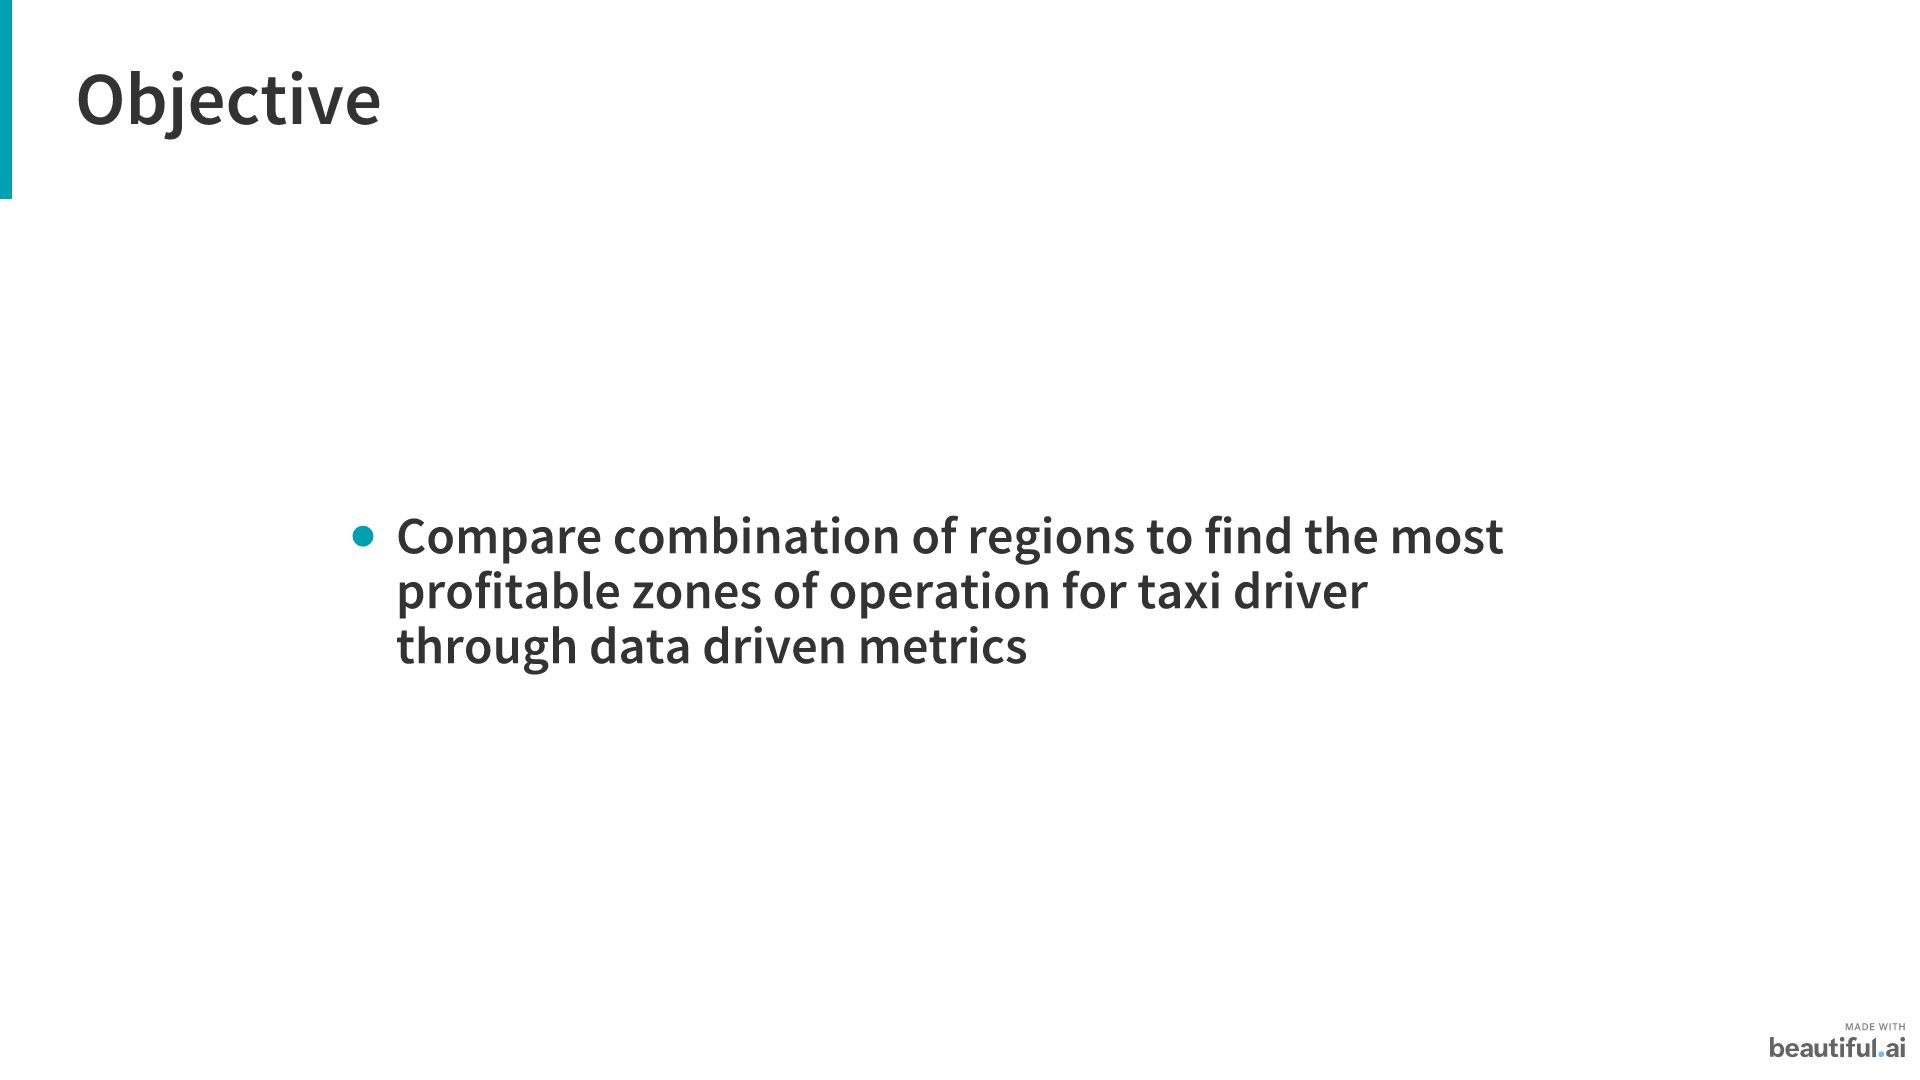 Objective
Compare combination of regions to find the most
profitable zones of operation for taxi driver
through data driven metrics
MADE WITH
beautiful.ai